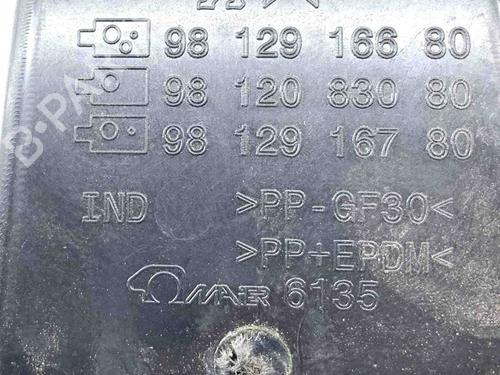 98 129 166 80
98 120 830 80
98 129 167 80
IND >PP-GF30<
>PP+EPDM<
MAIER 6135
B-PARTS